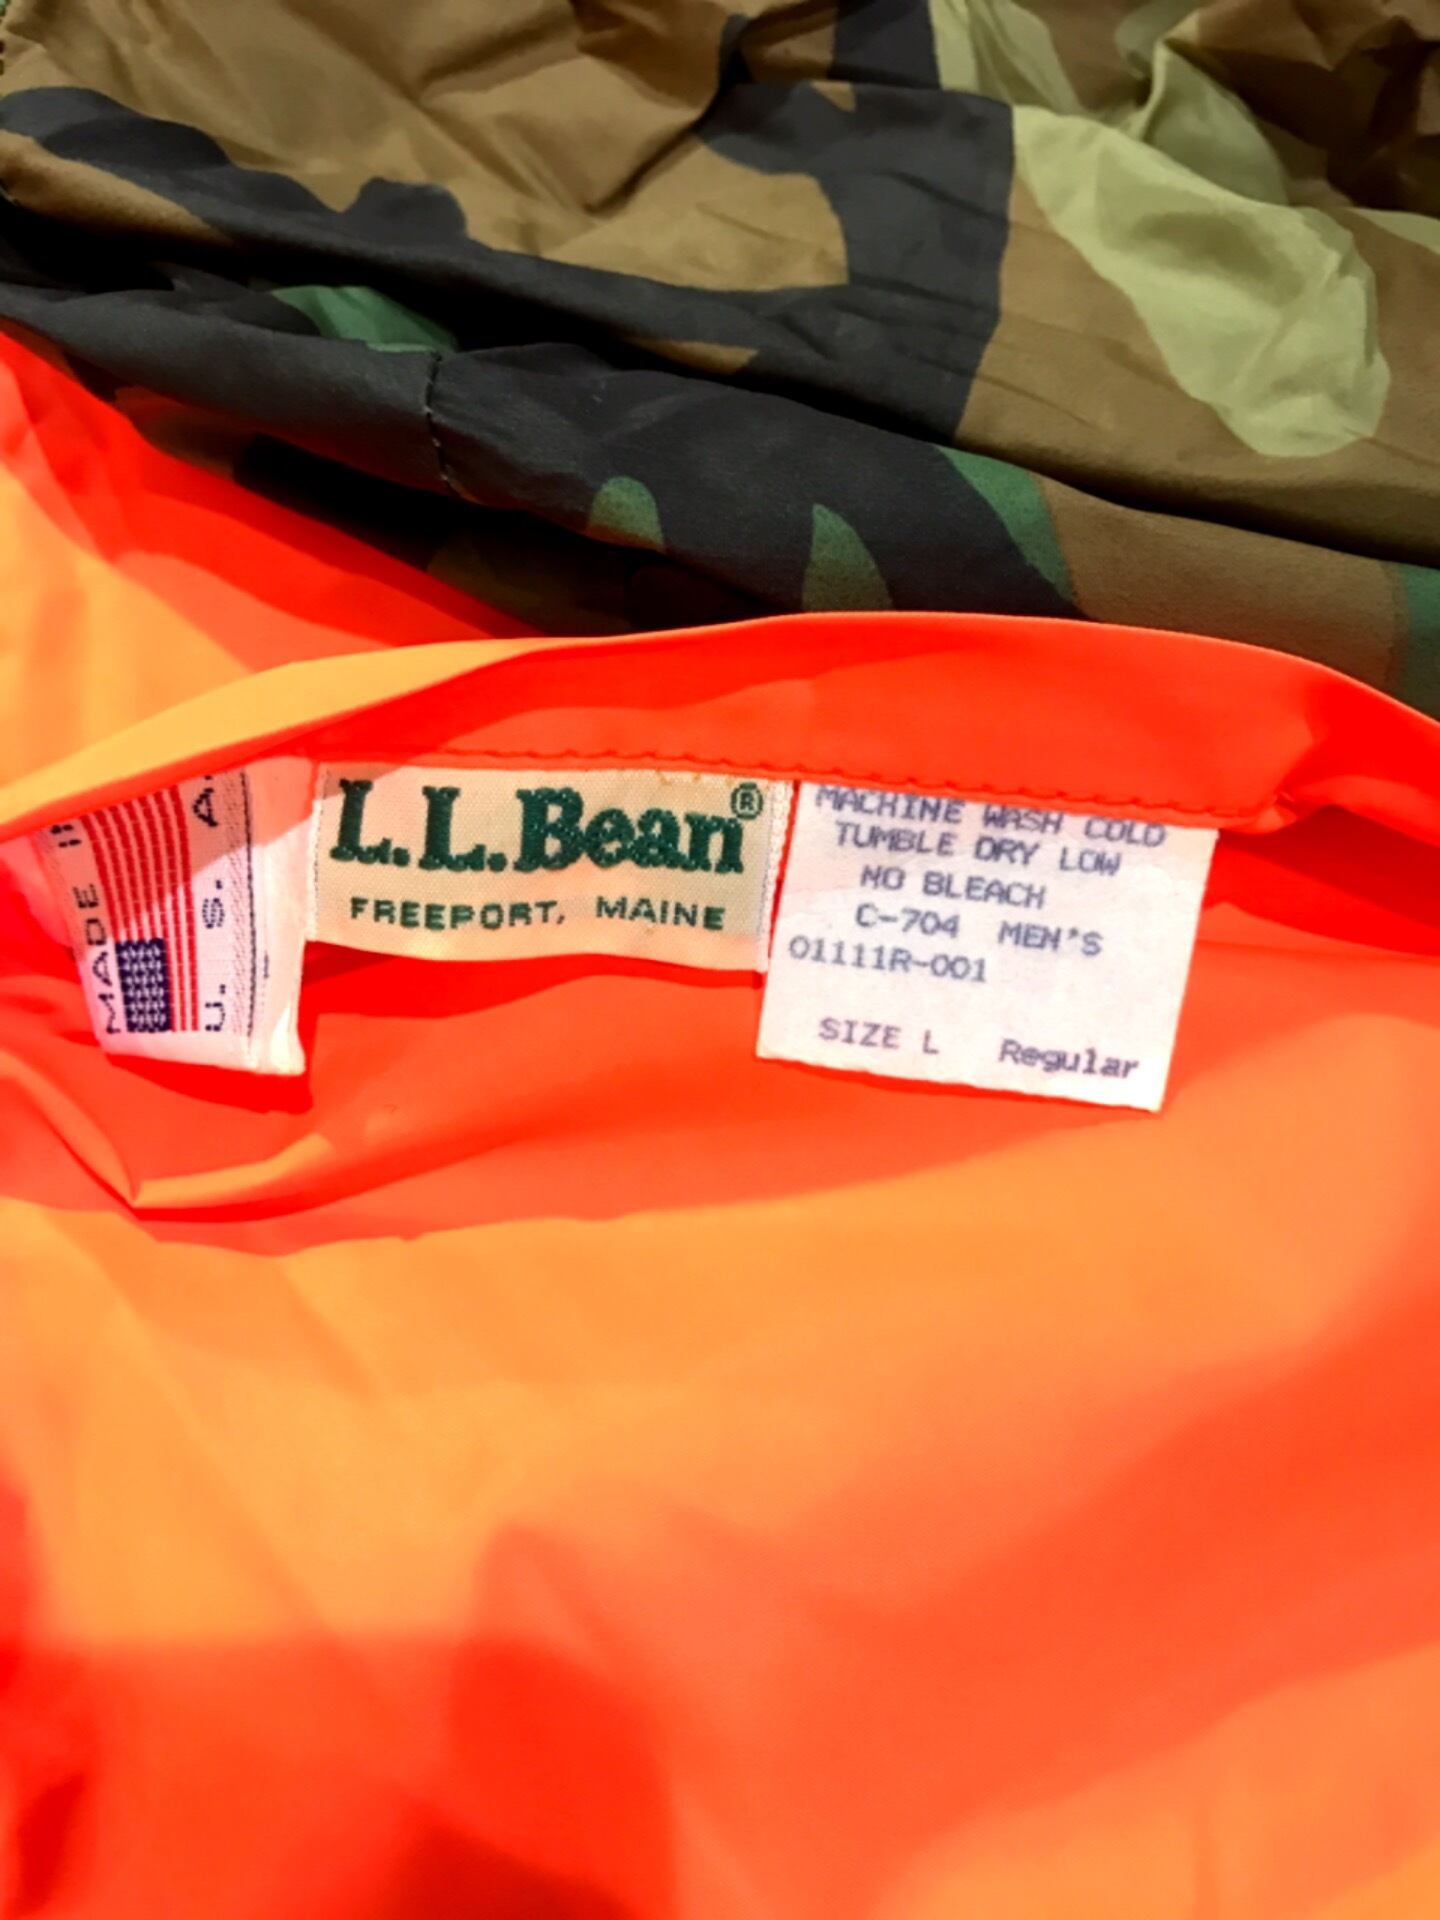 MADE IN
U. S. A.
L.L.Bean®
FREEPORT, MAINE
MACHINE WASH COLD
TUMBLE DRY LOW
NO BLEACH
C-704 MEN'S
01111R-001
SIZE L Regular